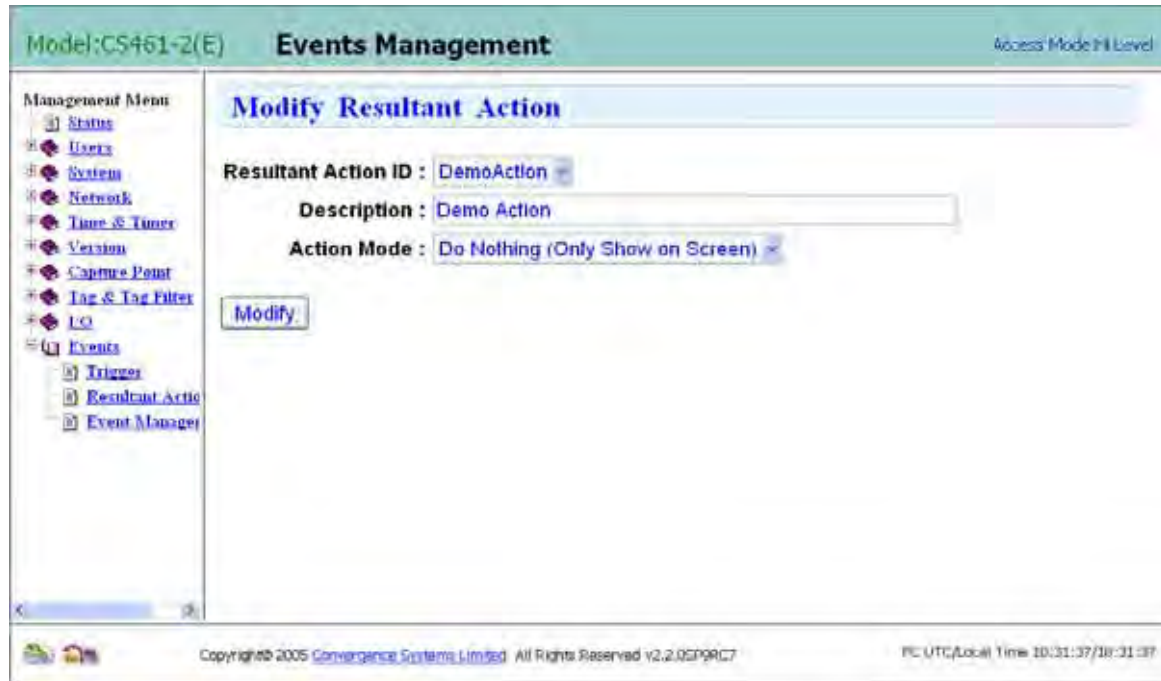 Model:CS461-2(E)
Events Management
Access Mode:Hi Level
Management Menu
Status
Users
System
Network
Time & Timer
Version
Capture Point
Tag & Tag Filter
I/O
Events
Trigger
Resultant Actio
Event Manager
Modify Resultant Action
Resultant Action ID : DemoAction
Description : Demo Action
Action Mode : Do Nothing (Only Show on Screen)
Modify
Copyright© 2005 Convergence Systems Limited All Rights Reserved v2.2.0SP9RC7
PC UTC/Local Time 10:31:37/18:31:37